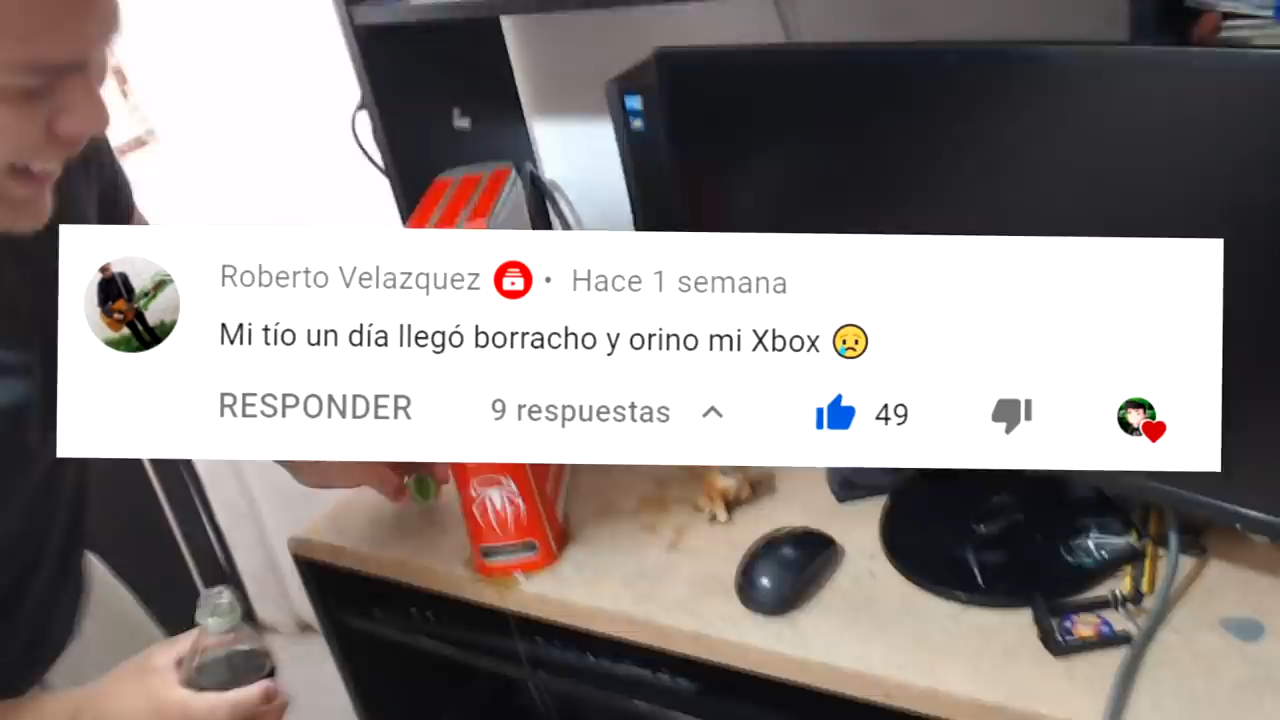 Roberto Velazquez • Hace 1 semana
Mi tío un día llegó borracho y orino mi Xbox 😢
RESPONDER 9 respuestas 49